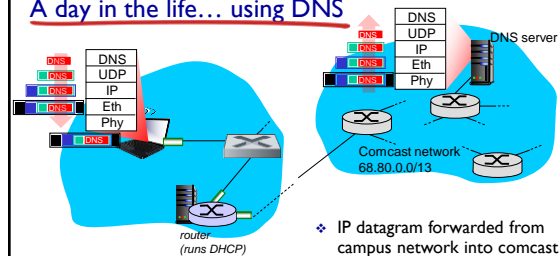 A day in the life… using DNS
DNS
DNS
DNS
DNS
DNS
DNS
UDP
IP
Eth
Phy
DNS
DNS
DNS
DNS
DNS
UDP
IP
Eth
Phy
DNS server
Comcast network
68.80.0.0/13
router
(runs DHCP)
❖ IP datagram forwarded from
campus network into comcast